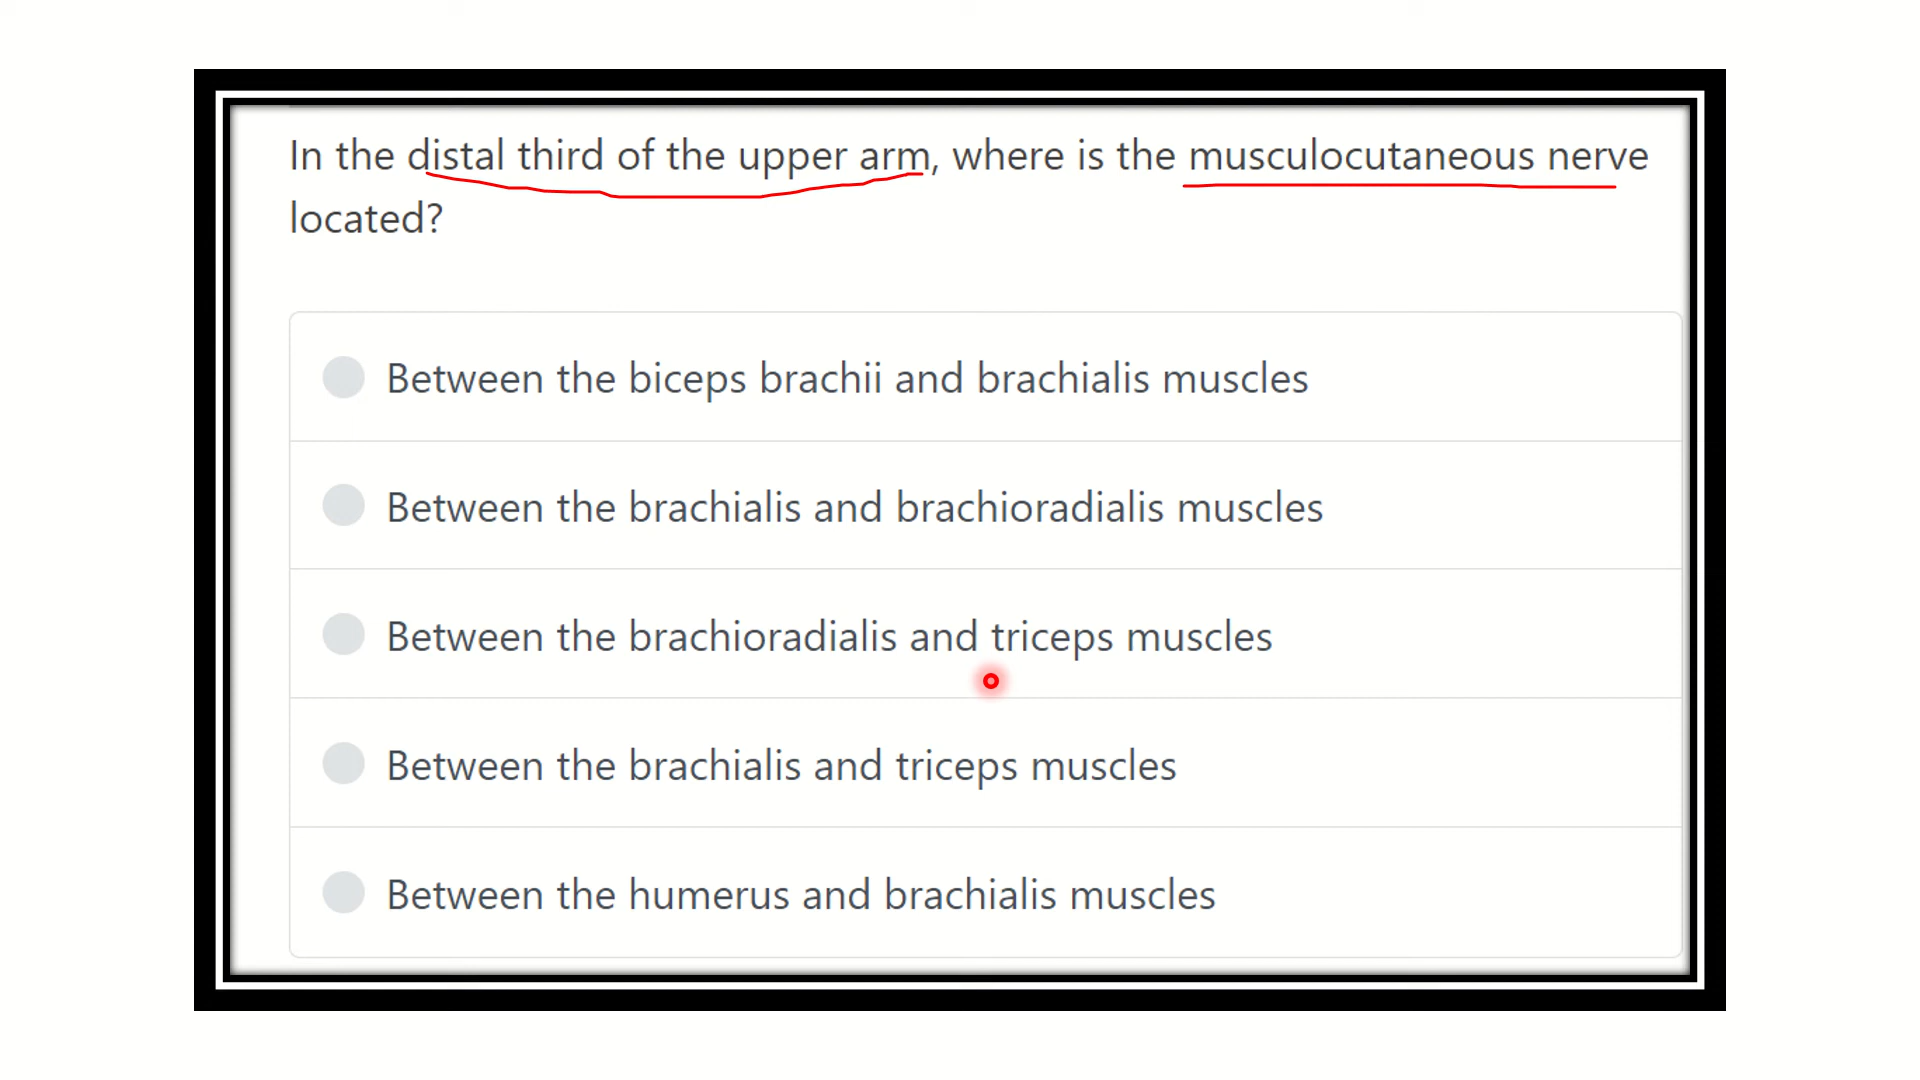 In the distal third of the upper arm, where is the musculocutaneous nerve
located?
Between the biceps brachii and brachialis muscles
Between the brachialis and brachioradialis muscles
Between the brachioradialis and triceps muscles
Between the brachialis and triceps muscles
Between the humerus and brachialis muscles